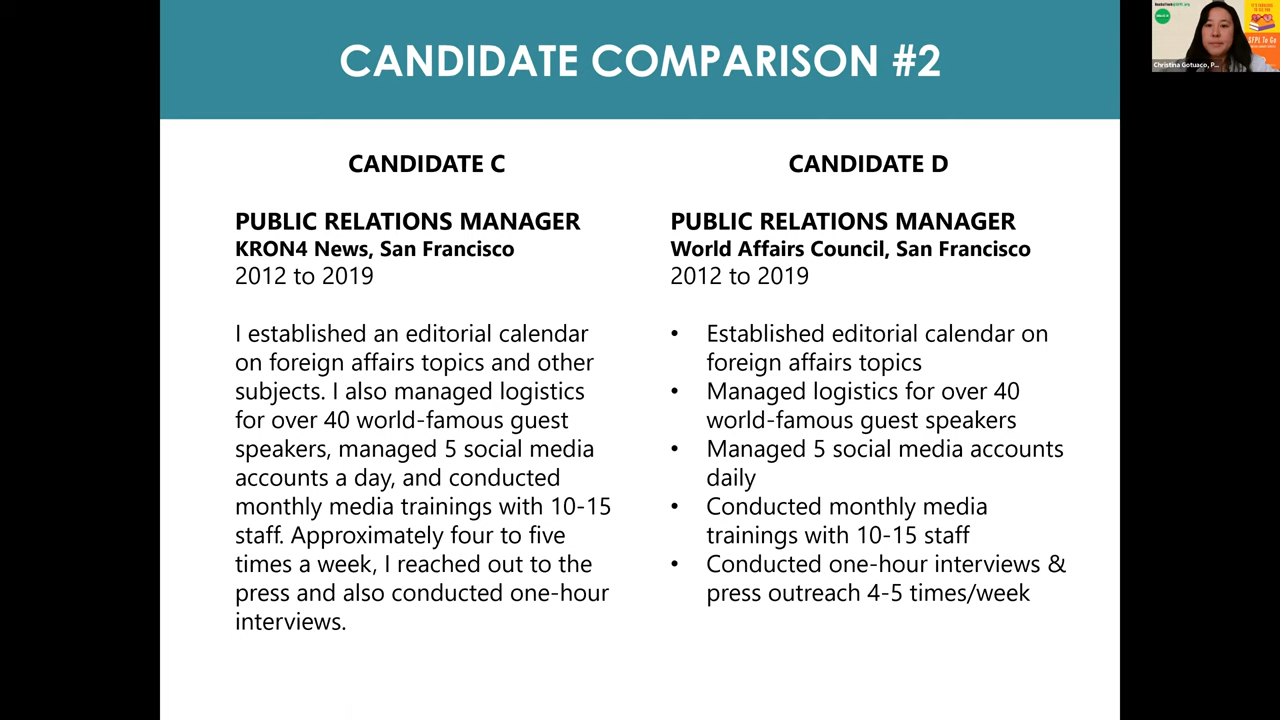 CANDIDATE COMPARISON #2
CANDIDATE C
PUBLIC RELATIONS MANAGER
KRON4 News, San Francisco
2012 to 2019
I established an editorial calendar
on foreign affairs topics and other
subjects. I also managed logistics
for over 40 world-famous guest
speakers, managed 5 social media
accounts a day, and conducted
monthly media trainings with 10-15
staff. Approximately four to five
times a week, I reached out to the
press and also conducted one-hour
interviews.
CANDIDATE D
PUBLIC RELATIONS MANAGER
World Affairs Council, San Francisco
2012 to 2019
• Established editorial calendar on
foreign affairs topics
• Managed logistics for over 40
world-famous guest speakers
• Managed 5 social media accounts
daily
• Conducted monthly media
trainings with 10-15 staff
• Conducted one-hour interviews &
press outreach 4-5 times/week
SFPL To Go
Christina Gotuaco, P...